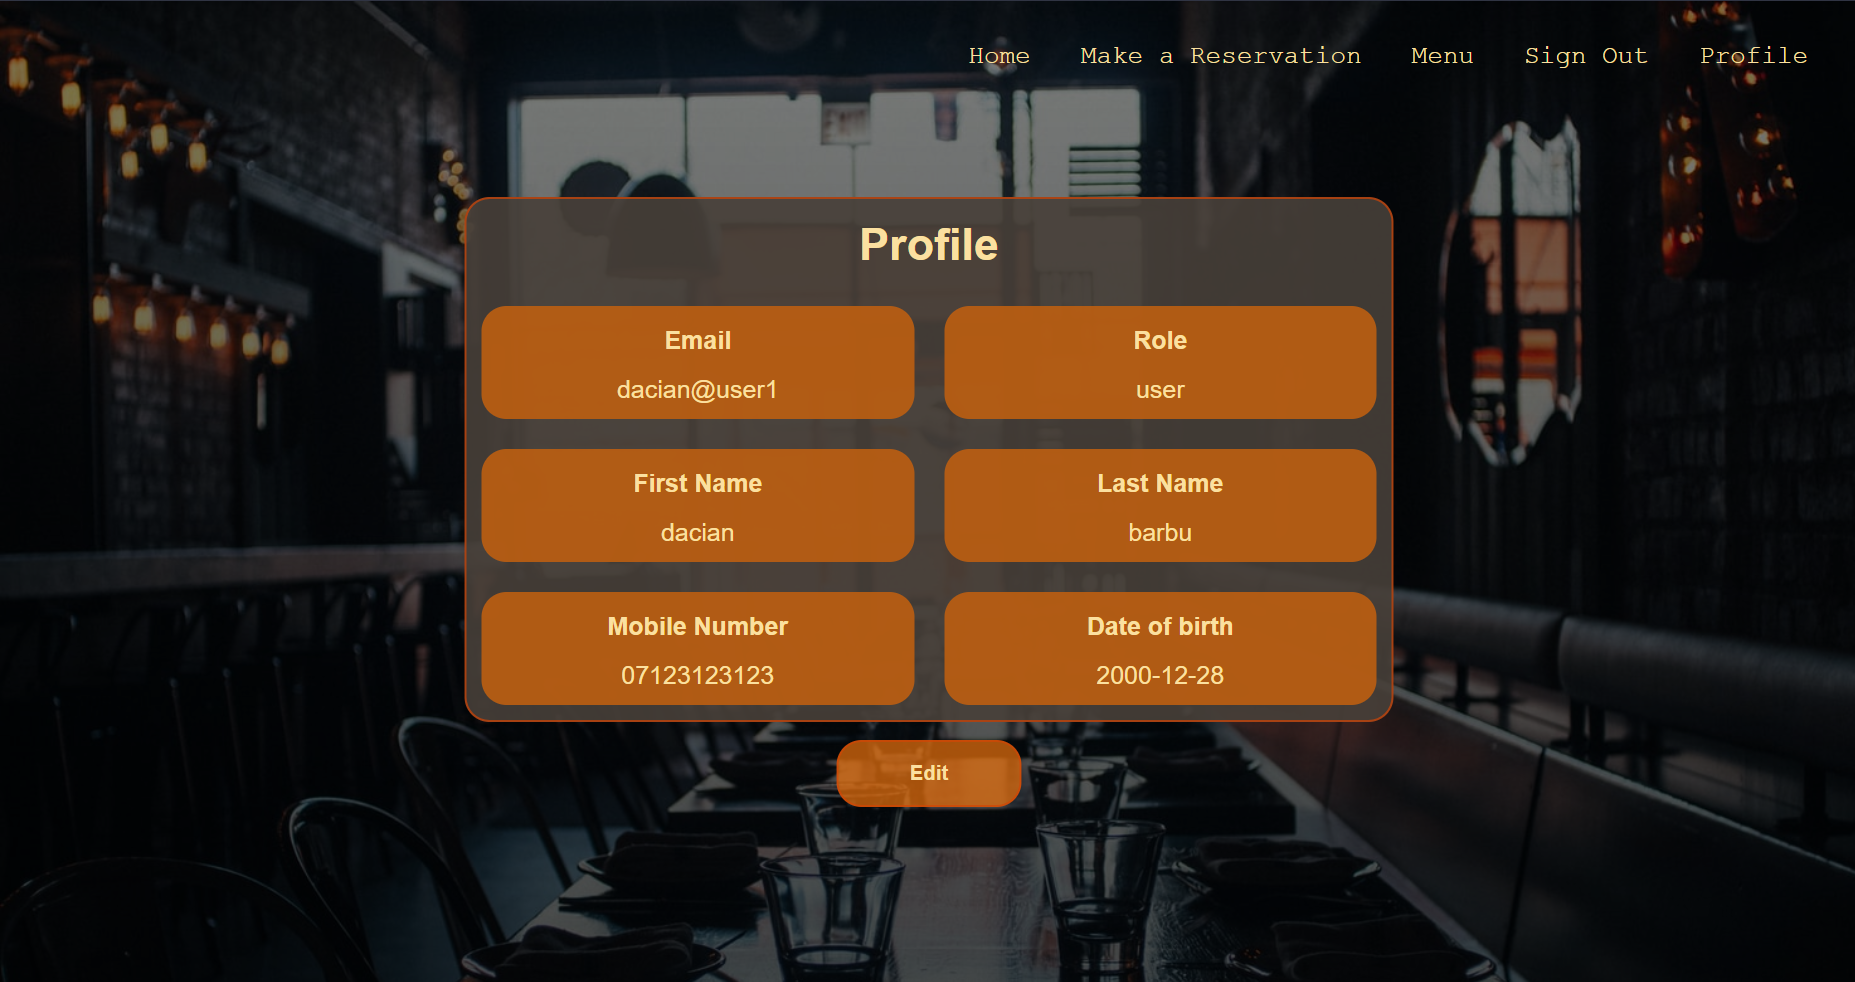 Home Make a Reservation Menu Sign Out Profile
Profile
Email
dacian@user1
Role
user
First Name
dacian
Last Name
barbu
Mobile Number
07123123123
Date of birth
2000-12-28
Edit